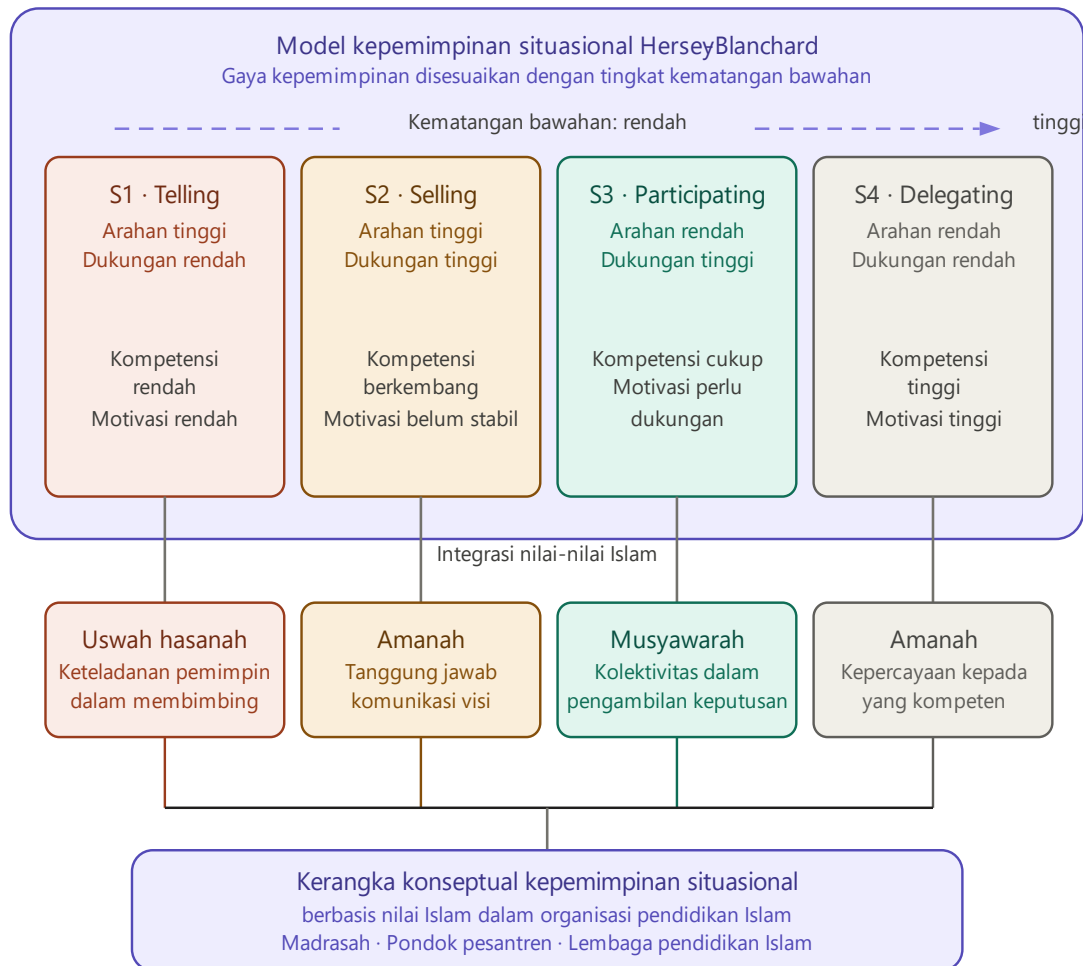 Model kepemimpinan situasional Hersey–Blanchard
Gaya kepemimpinan disesuaikan dengan tingkat kematangan bawahan
Kematangan bawahan: rendah
tingg
S1 · Telling
Arahan tinggi
Dukungan rendah
Kompetensi
rendah
Motivasi rendah
S2 · Selling
Arahan tinggi
Dukungan tinggi
Kompetensi
berkembang
Motivasi belum stabil
S3 · Participating
Arahan rendah
Dukungan tinggi
Kompetensi cukup
Motivasi perlu
dukungan
S4 · Delegating
Arahan rendah
Dukungan rendah
Kompetensi
tinggi
Motivasi tinggi
Integrasi nilai-nilai Islam
Uswah hasanah
Keteladanan pemimpin
dalam membimbing
Amanah
Tanggung jawab
komunikasi visi
Musyawarah
Kolektivitas dalam
pengambilan keputusan
Amanah
Kepercayaan kepada
yang kompeten
Kerangka konseptual kepemimpinan situasional
berbasis nilai Islam dalam organisasi pendidikan Islam
Madrasah · Pondok pesantren · Lembaga pendidikan Islam